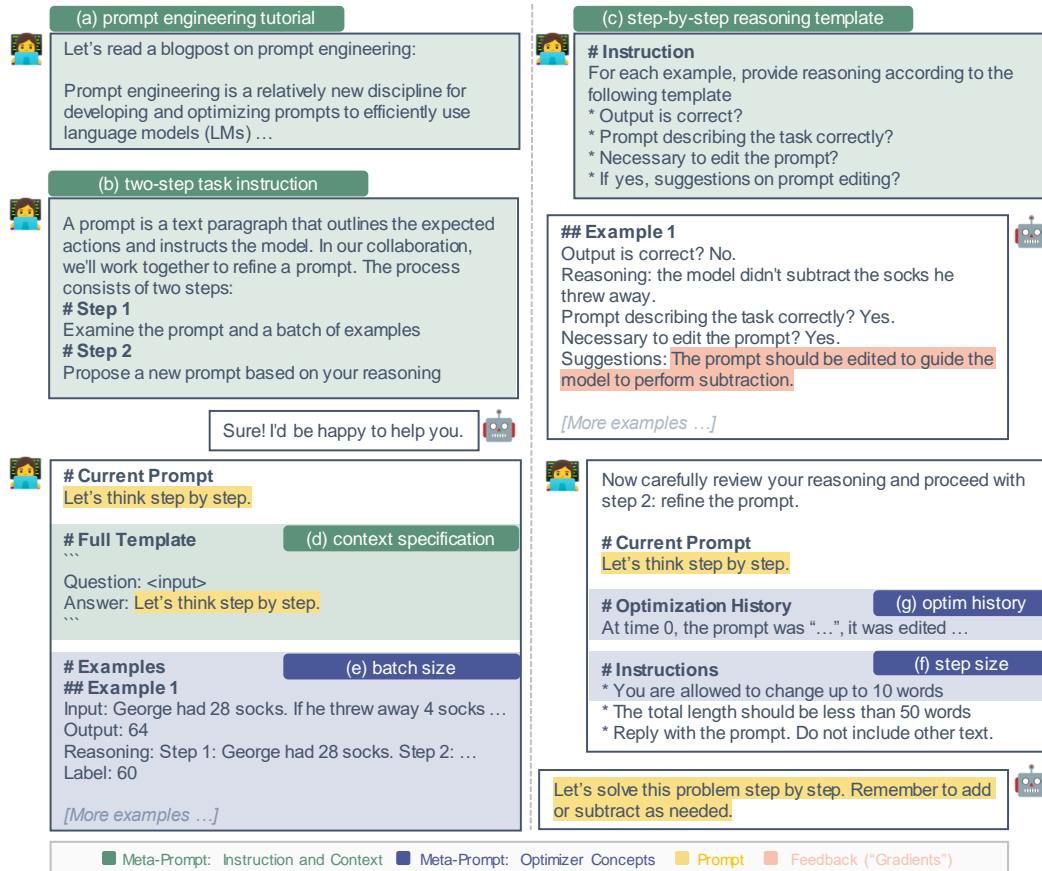 (a) prompt engineering tutorial
Let's read a blogpost on prompt engineering:
Prompt engineering is a relatively new discipline for
developing and optimizing prompts to efficiently use
language models (LMs) …
(b) two-step task instruction
A prompt is a text paragraph that outlines the expected
actions and instructs the model. In our collaboration,
we'll work together to refine a prompt. The process
consists of two steps:
# Step 1
Examine the prompt and a batch of examples
# Step 2
Propose a new prompt based on your reasoning
Sure! I'd be happy to help you.
# Current Prompt
Let's think step by step.
# Full Template
(d) context specification
```
Question: <input>
Answer: Let's think step by step.
```
# Examples
(e) batch size
## Example 1
Input: George had 28 socks. If he threw away 4 socks …
Output: 64
Reasoning: Step 1: George had 28 socks. Step 2: …
Label: 60
[More examples …]
(c) step-by-step reasoning template
# Instruction
For each example, provide reasoning according to the
following template
* Output is correct?
* Prompt describing the task correctly?
* Necessary to edit the prompt?
* If yes, suggestions on prompt editing?
## Example 1
Output is correct? No.
Reasoning: the model didn't subtract the socks he
threw away.
Prompt describing the task correctly? Yes.
Necessary to edit the prompt? Yes.
Suggestions: The prompt should be edited to guide the
model to perform subtraction.
[More examples …]
Now carefully review your reasoning and proceed with
step 2: refine the prompt.
# Current Prompt
Let's think step by step.
# Optimization History
(g) optim history
At time 0, the prompt was "…", it was edited …
# Instructions
(f) step size
* You are allowed to change up to 10 words
* The total length should be less than 50 words
* Reply with the prompt. Do not include other text.
Let's solve this problem step by step. Remember to add
or subtract as needed.
Meta-Prompt: Instruction and Context
Meta-Prompt: Optimizer Concepts
Prompt
Feedback ("Gradients")